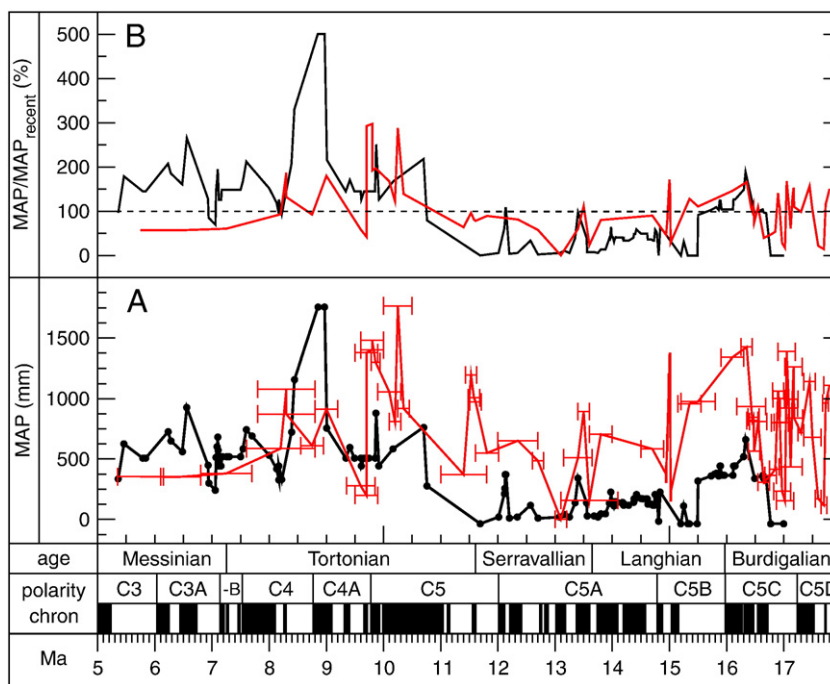 B
MAP/MAPrecent (%)
500
400
300
200
100
0
A
MAP (mm)
1500
1000
500
0
age Messinian Tortonian Serravallian Langhian Burdigalian
polarity chron C3 C3A -B C4 C4A C5 C5A C5B C5C C5D
Ma
5 6 7 8 9 10 11 12 13 14 15 16 17